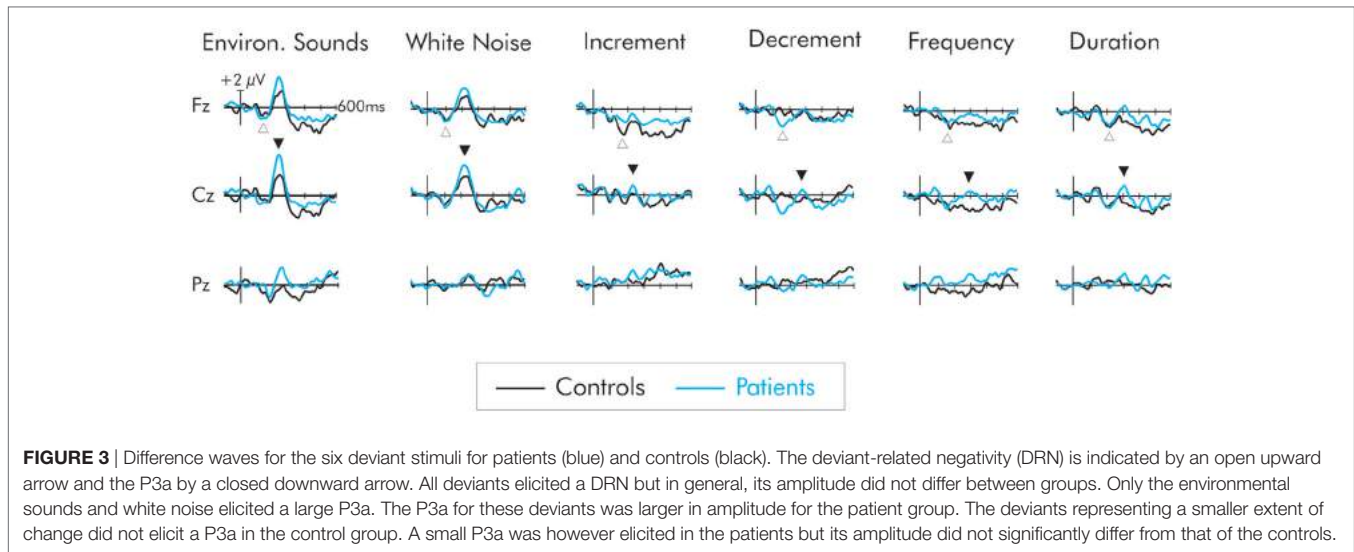 Environ. Sounds White Noise Increment Decrement Frequency Duration
+2 μV
Fz 600ms
Cz
Pz
Controls Patients
FIGURE 3 | Difference waves for the six deviant stimuli for patients (blue) and controls (black). The deviant-related negativity (DRN) is indicated by an open upward
arrow and the P3a by a closed downward arrow. All deviants elicited a DRN but in general, its amplitude did not differ between groups. Only the environmental
sounds and white noise elicited a large P3a. The P3a for these deviants was larger in amplitude for the patient group. The deviants representing a smaller extent of
change did not elicit a P3a in the control group. A small P3a was however elicited in the patients but its amplitude did not significantly differ from that of the controls.